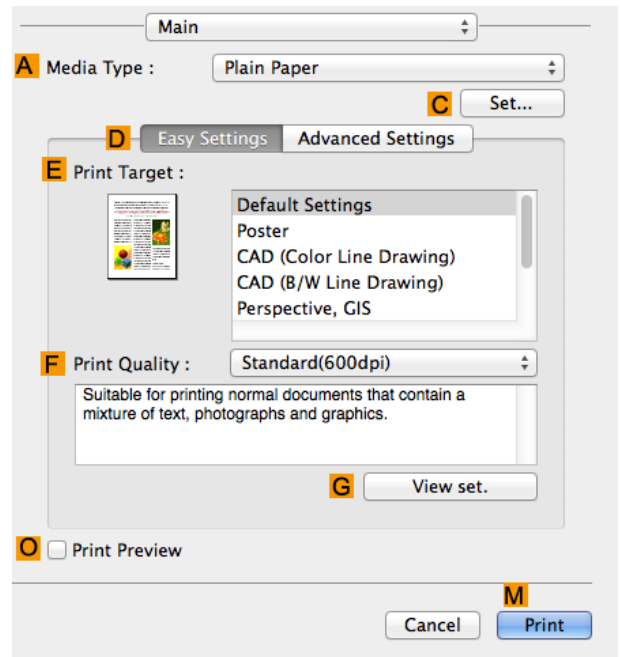 Main
A Media Type : Plain Paper
C Set...
D Easy Settings Advanced Settings
E Print Target :
Default Settings
Poster
CAD (Color Line Drawing)
CAD (B/W Line Drawing)
Perspective, GIS
F Print Quality : Standard(600dpi)
Suitable for printing normal documents that contain a
mixture of text, photographs and graphics.
G View set.
O Print Preview
M
Cancel Print